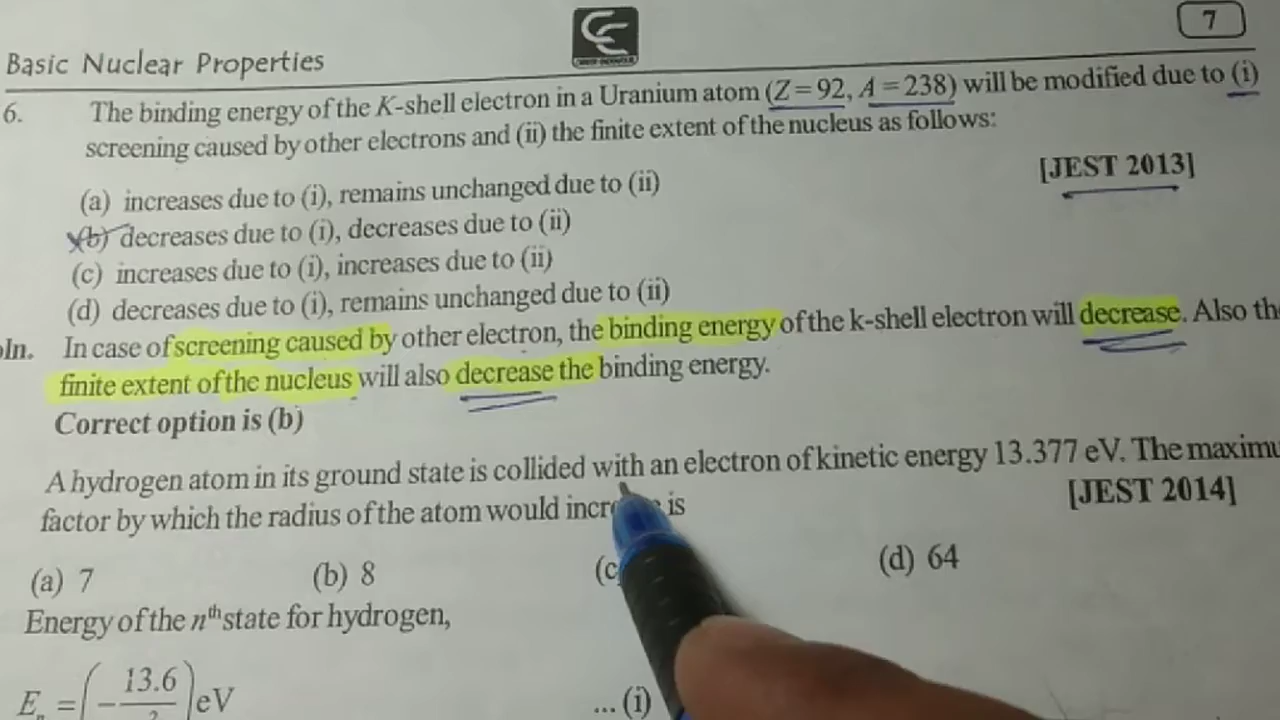 7
Basic Nuclear Properties
6. The binding energy of the K-shell electron in a Uranium atom (Z = 92, A = 238) will be modified due to (i)
screening caused by other electrons and (ii) the finite extent of the nucleus as follows:
[JEST 2013]
(a) increases due to (i), remains unchanged due to (ii)
(b) decreases due to (i), decreases due to (ii)
(c) increases due to (i), increases due to (ii)
(d) decreases due to (i), remains unchanged due to (ii)
oln. In case of screening caused by other electron, the binding energy of the k-shell electron will decrease. Also th
finite extent of the nucleus will also decrease the binding energy.
Correct option is (b)
A hydrogen atom in its ground state is collided with an electron of kinetic energy 13.377 eV. The maximu
factor by which the radius of the atom would incr is
[JEST 2014]
(a) 7 (b) 8 (c (d) 64
Energy of the nth state for hydrogen,
En = (- 13.6 / 2) eV ... (i)